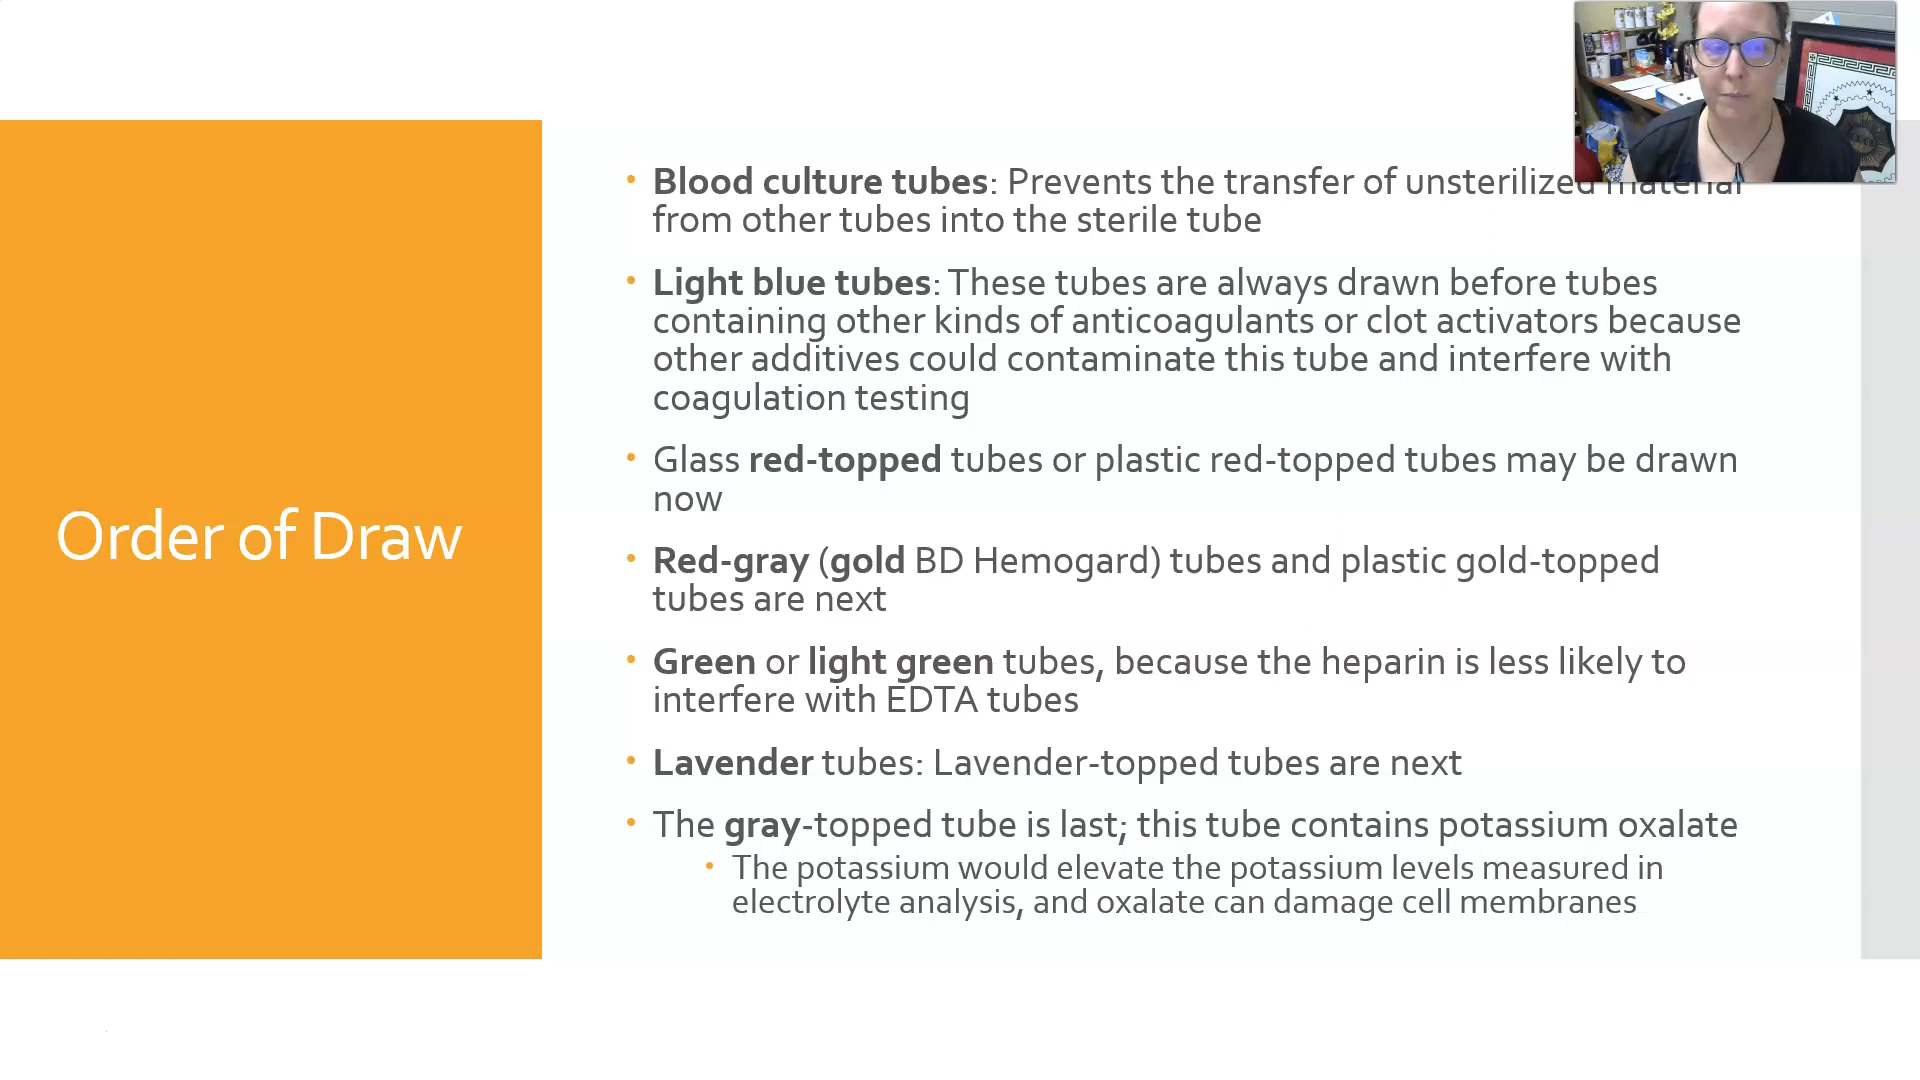 Order of Draw
Blood culture tubes: Prevents the transfer of unsterilized material
from other tubes into the sterile tube
Light blue tubes: These tubes are always drawn before tubes
containing other kinds of anticoagulants or clot activators because
other additives could contaminate this tube and interfere with
coagulation testing
Glass red-topped tubes or plastic red-topped tubes may be drawn
now
Red-gray (gold BD Hemogard) tubes and plastic gold-topped
tubes are next
Green or light green tubes, because the heparin is less likely to
interfere with EDTA tubes
Lavender tubes: Lavender-topped tubes are next
The gray-topped tube is last; this tube contains potassium oxalate
The potassium would elevate the potassium levels measured in
electrolyte analysis, and oxalate can damage cell membranes